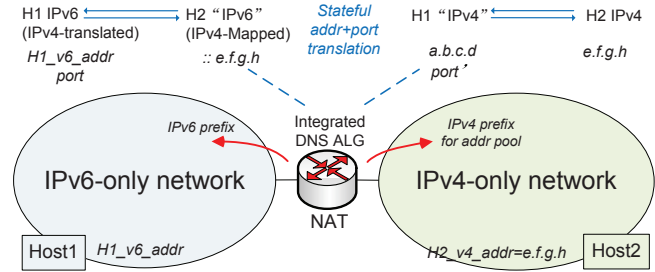 H1 IPv6
(IPv4-translated)
H1_v6_addr
port
H2 “IPv6”
(IPv4-Mapped)
:: e.f.g.h
Stateful
addr+port
translation
H1 “IPv4”
a.b.c.d
port’
H2 IPv4
e.f.g.h
IPv6 prefix
Integrated
DNS ALG
IPv4 prefix
for addr pool
IPv6-only network
NAT
IPv4-only network
Host1
H1_v6_addr
H2_v4_addr=e.f.g.h
Host2